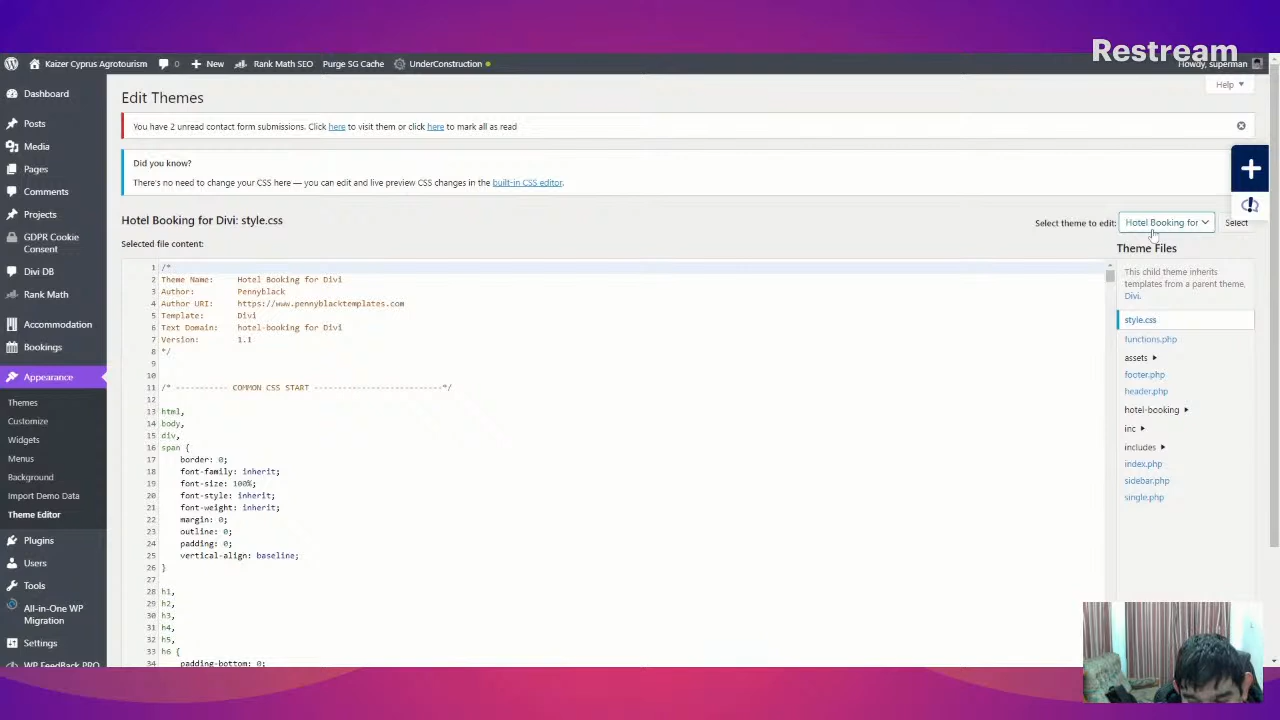 Restream
Kaizer Cyprus Agrotourism
0
New
Rank Math SEO
Purge SG Cache
UnderConstruction
Howdy, superman
Dashboard
Posts
Media
Pages
Comments
Projects
GDPR Cookie
Consent
Divi DB
Rank Math
Accommodation
Bookings
Appearance
Themes
Customize
Widgets
Menus
Background
Import Demo Data
Theme Editor
Plugins
Users
Tools
All-in-One WP
Migration
Settings
WP FeedBack PRO
Help
Edit Themes
You have 2 unread contact form submissions. Click here to visit them or click here to mark all as read
Did you know?
There's no need to change your CSS here — you can edit and live preview CSS changes in the built-in CSS editor.
Hotel Booking for Divi: style.css
Select theme to edit: Hotel Booking for Select
Selected file content:
1 /*
2 Theme Name: Hotel Booking for Divi
3 Author: Pennyblack
4 Author URI: https://www.pennyblacktemplates.com
5 Template: Divi
6 Text Domain: hotel-booking for Divi
7 Version: 1.1
8 */
9
10
11 /* ----------- COMMON CSS START ---------------------------*/
12
13 html,
14 body,
15 div,
16 span {
17 border: 0;
18 font-family: inherit;
19 font-size: 100%;
20 font-style: inherit;
21 font-weight: inherit;
22 margin: 0;
23 outline: 0;
24 padding: 0;
25 vertical-align: baseline;
26 }
27
28 h1,
29 h2,
30 h3,
31 h4,
32 h5,
33 h6 {
34 padding-bottom: 0;
Theme Files
This child theme inherits
templates from a parent theme,
Divi.
style.css
functions.php
assets
footer.php
header.php
hotel-booking
inc
includes
index.php
sidebar.php
single.php